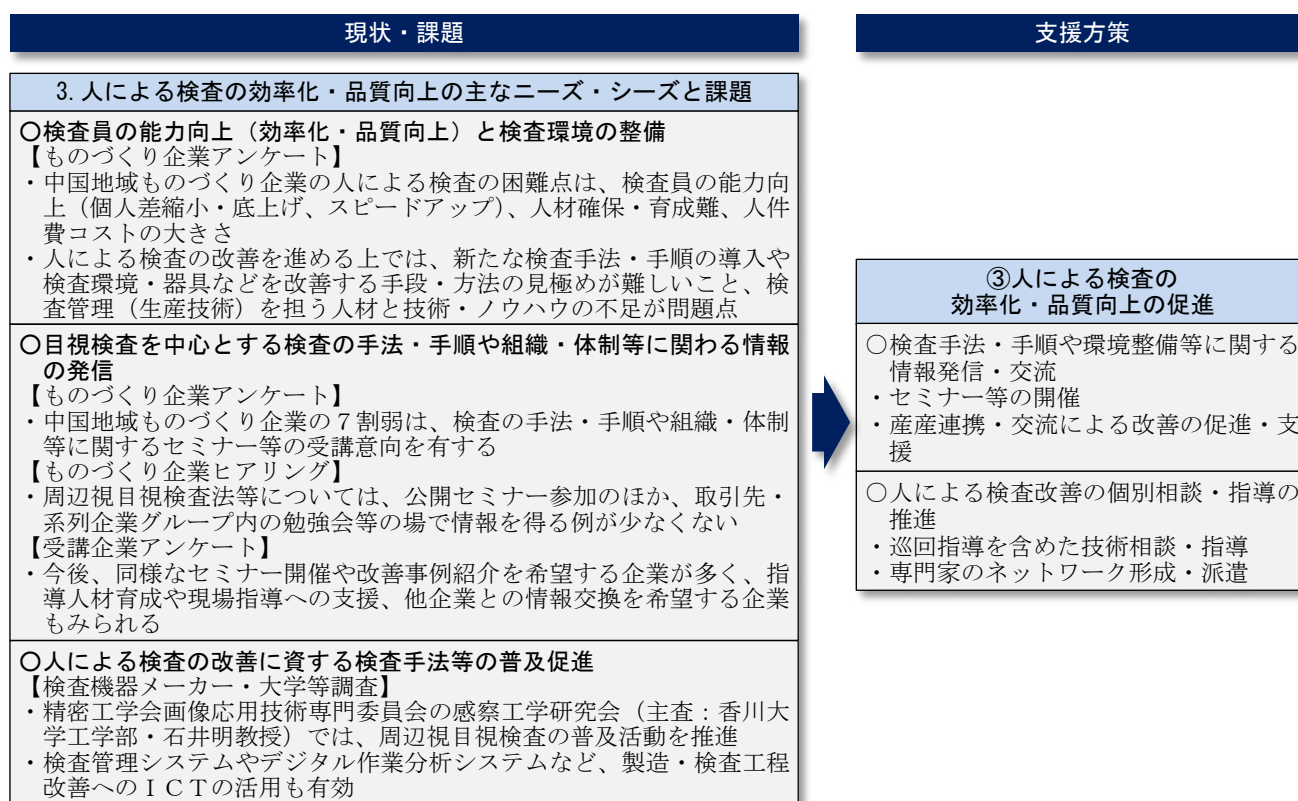 現状・課題
3.人による検査の効率化・品質向上の主なニーズ・シーズと課題
〇検査員の能力向上（効率化・品質向上）と検査環境の整備
【ものづくり企業アンケート】
・中国地域ものづくり企業の人による検査の困難点は、検査員の能力向
上（個人差縮小・底上げ、スピードアップ）、人材確保・育成難、人件
費コストの大きさ
・人による検査の改善を進める上では、新たな検査手法・手順の導入や
検査環境・器具などを改善する手段・方法の見極めが難しいこと、検
査管理（生産技術）を担う人材と技術・ノウハウの不足が問題点
〇目視検査を中心とする検査の手法・手順や組織・体制等に関わる情報
の発信
【ものづくり企業アンケート】
・中国地域ものづくり企業の７割弱は、検査の手法・手順や組織・体制
等に関するセミナー等の受講意向を有する
【ものづくり企業ヒアリング】
・周辺視目視検査法等については、公開セミナー参加のほか、取引先・
系列企業グループ内の勉強会等の場で情報を得る例が少なくない
【受講企業アンケート】
・今後、同様なセミナー開催や改善事例紹介を希望する企業が多く、指
導人材育成や現場指導への支援、他企業との情報交換を希望する企業
もみられる
〇人による検査の改善に資する検査手法等の普及促進
【検査機器メーカー・大学等調査】
・精密工学会画像応用技術専門委員会の感察工学研究会（主査：香川大
学工学部・石井明教授）では、周辺視目視検査の普及活動を推進
・検査管理システムやデジタル作業分析システムなど、製造・検査工程
改善へのＩＣＴの活用も有効
支援方策
③人による検査の
効率化・品質向上の促進
〇検査手法・手順や環境整備等に関する
情報発信・交流
・セミナー等の開催
・産産連携・交流による改善の促進・支
援
〇人による検査改善の個別相談・指導の
推進
・巡回指導を含めた技術相談・指導
・専門家のネットワーク形成・派遣